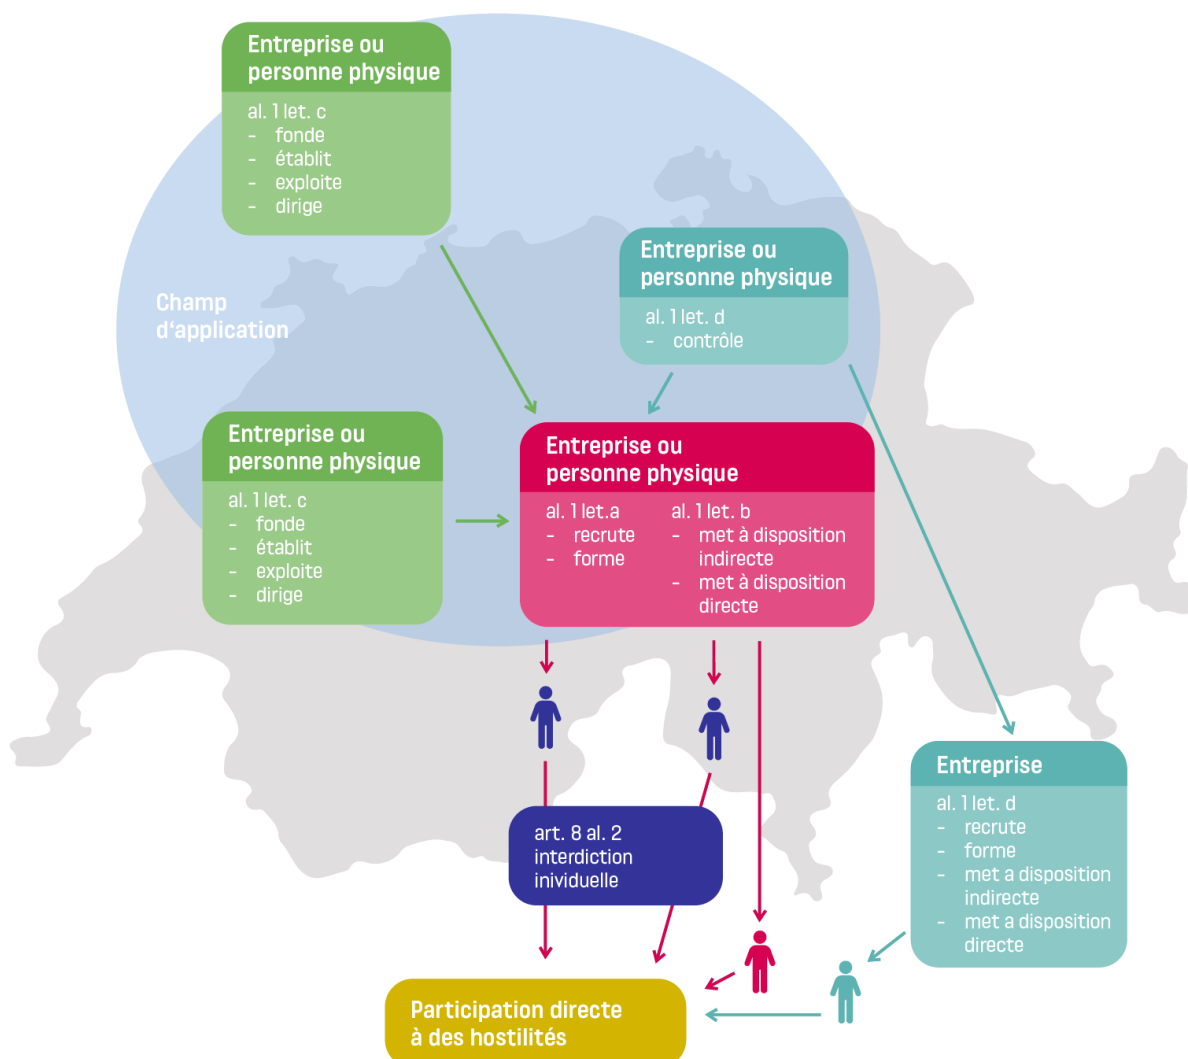 Entreprise ou
personne physique
al. 1 let. c
- fonde
- établit
- exploite
- dirige
Entreprise ou
personne physique
al. 1 let. d
- contrôle
Champ
d'application
Entreprise ou
personne physique
al. 1 let. c
- fonde
- établit
- exploite
- dirige
Entreprise ou
personne physique
al. 1 let.a
- recrute
- forme
al. 1 let. b
- met à disposition
indirecte
- met à disposition
directe
Entreprise
al. 1 let. d
- recrute
- forme
- met a disposition
indirecte
- met a disposition
directe
art. 8 al. 2
interdiction
inividuelle
Participation directe
à des hostilités